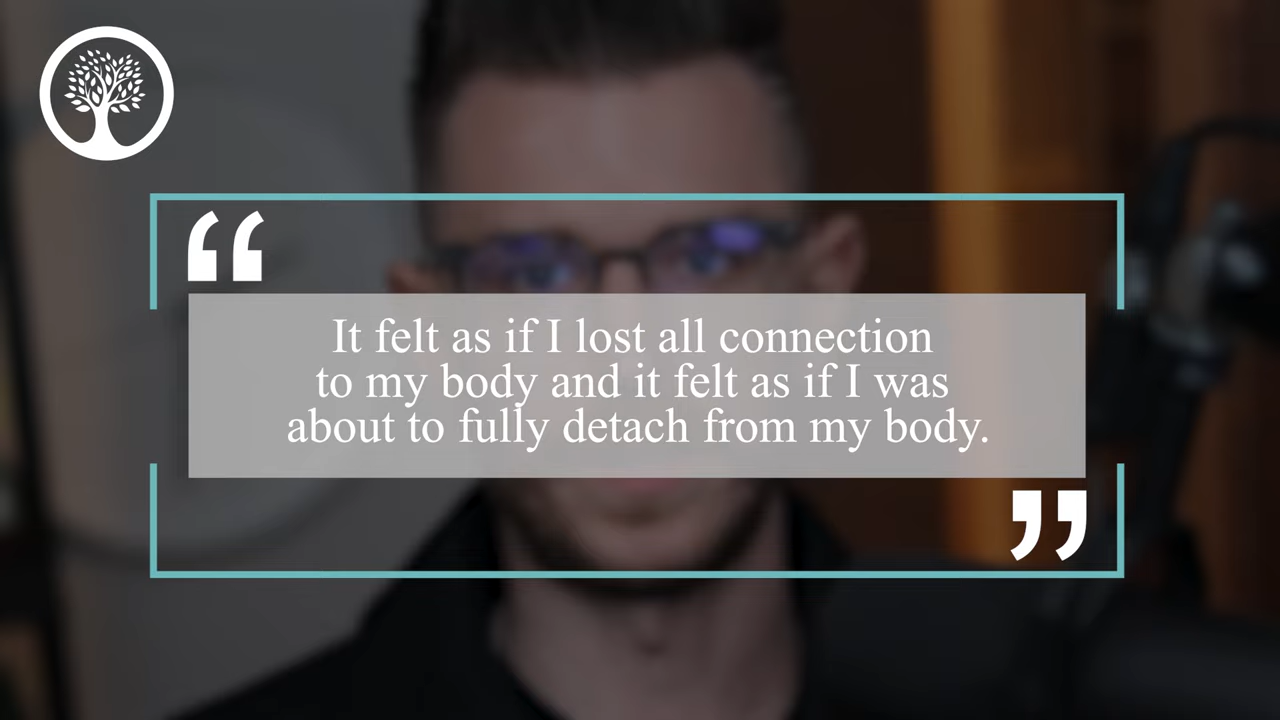 “
It felt as if I lost all connection
to my body and it felt as if I was
about to fully detach from my body.
”